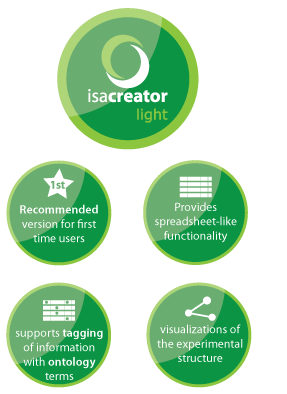 isacreator
light
1st
Recommended
version for first
time users
Provides
spreadsheet-like
functionality
supports tagging
of information
with ontology
terms
visualizations of
the experimental
structure